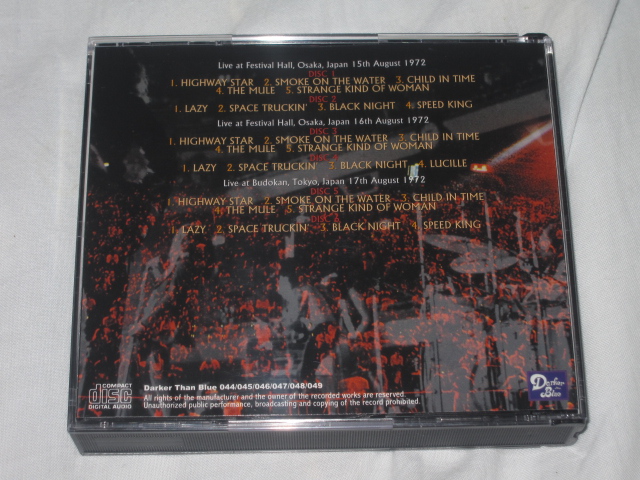 Live at Festival Hall, Osaka, Japan 15th August 1972
DISC 1
1. HIGHWAY STAR 2. SMOKE ON THE WATER 3. CHILD IN TIME
4. THE MULE 5. STRANGE KIND OF WOMAN
DISC 2
1. LAZY 2. SPACE TRUCKIN' 3. BLACK NIGHT 4. SPEED KING
Live at Festival Hall, Osaka, Japan 16th August 1972
DISC 3
1. HIGHWAY STAR 2. SMOKE ON THE WATER 3. CHILD IN TIME
4. THE MULE 5. STRANGE KIND OF WOMAN
1. LAZY 2. SPACE TRUCKIN' 3. BLACK NIGHT 4. LUCILLE
Live at Budokan, Tokyo, Japan 17th August 1972
DISC 5
1. HIGHWAY STAR 2. SMOKE ON THE WATER 3. CHILD IN TIME
4. THE MULE 5. STRANGE KIND OF WOMAN
DISC 6
1. LAZY 2. SPACE TRUCKIN' 3. BLACK NIGHT 4. SPEED KING
COMPACT
disc
DIGITAL AUDIO
Darker Than Blue 044/045/046/047/048/049
All rights of the manufacturer and the owner of the recorded works are reserved.
Unauthorized public performance, broadcasting and copying of the record prohibited.
Darker
Blue